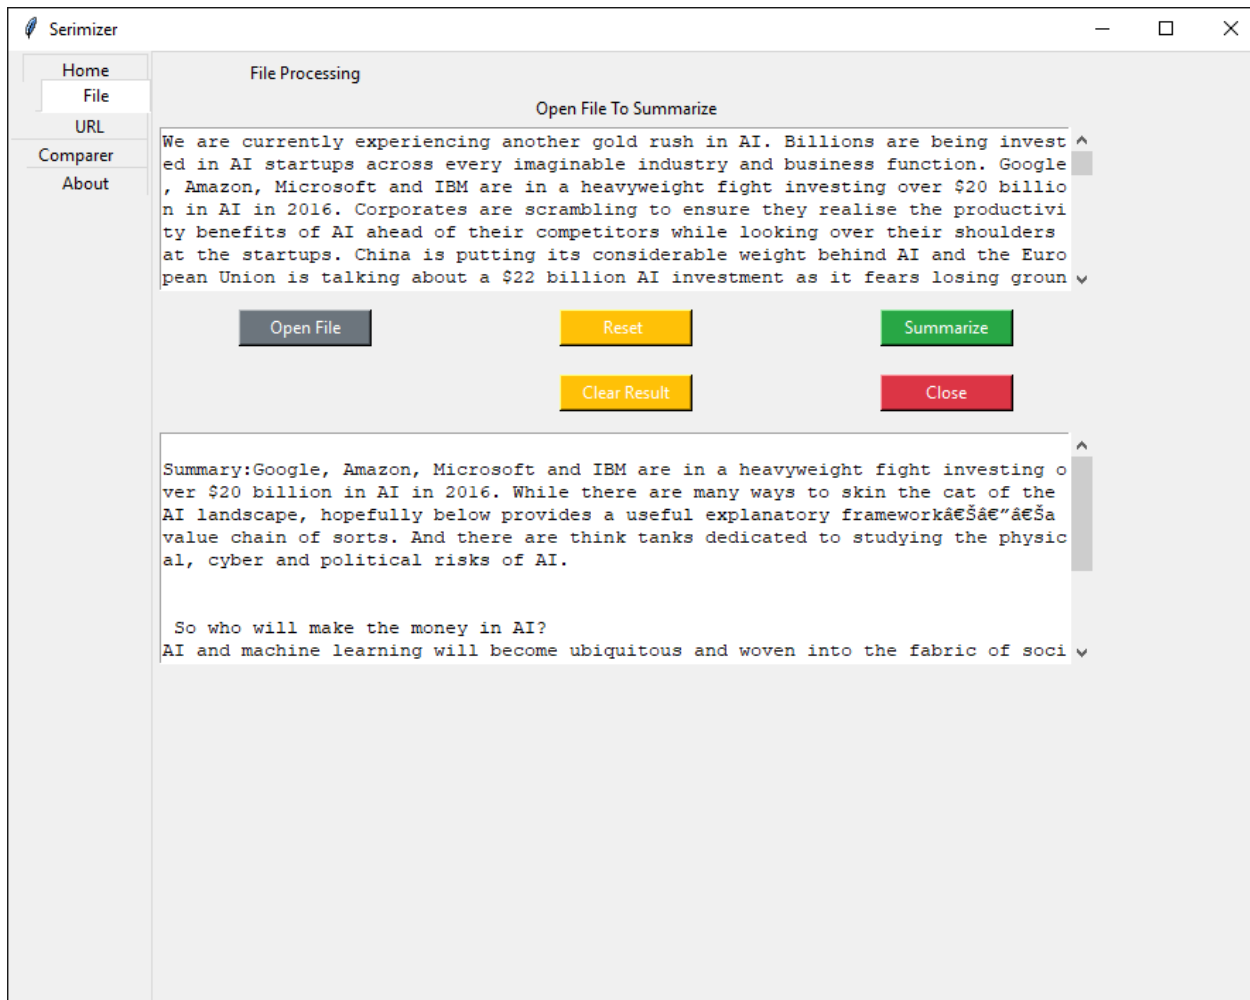 Serimizer
Home
File
URL
Comparer
About
File Processing
Open File To Summarize
We are currently experiencing another gold rush in AI. Billions are being invest
ed in AI startups across every imaginable industry and business function. Google
, Amazon, Microsoft and IBM are in a heavyweight fight investing over $20 billio
n in AI in 2016. Corporates are scrambling to ensure they realise the productivi
ty benefits of AI ahead of their competitors while looking over their shoulders
at the startups. China is putting its considerable weight behind AI and the Euro
pean Union is talking about a $22 billion AI investment as it fears losing groun
Open File Reset Summarize
Clear Result Close
Summary:Google, Amazon, Microsoft and IBM are in a heavyweight fight investing o
ver $20 billion in AI in 2016. While there are many ways to skin the cat of the
AI landscape, hopefully below provides a useful explanatory frameworkâ€Šâ€”â€Ša
value chain of sorts. And there are think tanks dedicated to studying the physic
al, cyber and political risks of AI.
So who will make the money in AI?
AI and machine learning will become ubiquitous and woven into the fabric of soci